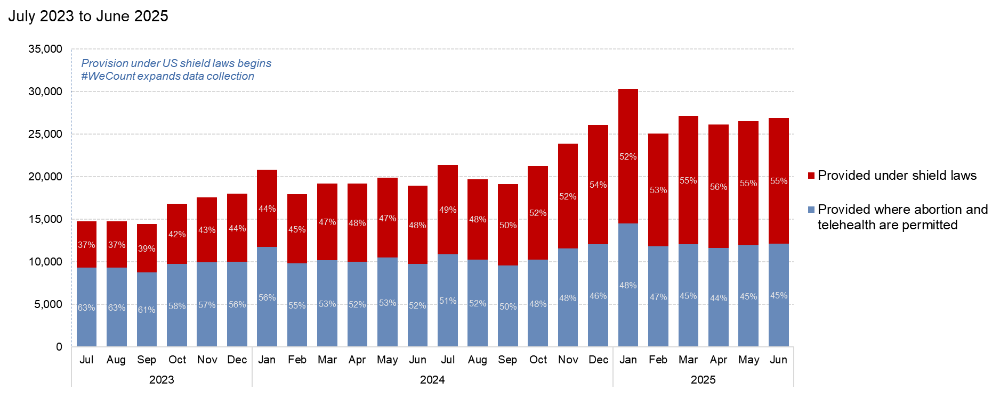 July 2023 to June 2025
35,000
Provision under US shield laws begins
#WeCount expands data collection
30,000
25,000
20,000
15,000
10,000
5,000
0
37% 37% 39% 42% 43% 44% 44% 45% 47% 48% 47% 48% 49% 48% 50% 52% 52% 54% 52% 53% 55% 56% 55% 55%
63% 63% 61% 58% 57% 56% 56% 55% 53% 52% 53% 52% 51% 52% 50% 48% 48% 46% 48% 47% 45% 44% 45% 45%
Jul Aug Sep Oct Nov Dec Jan Feb Mar Apr May Jun Jul Aug Sep Oct Nov Dec Jan Feb Mar Apr May Jun
2023 2024 2025
Provided under shield laws
Provided where abortion and
telehealth are permitted